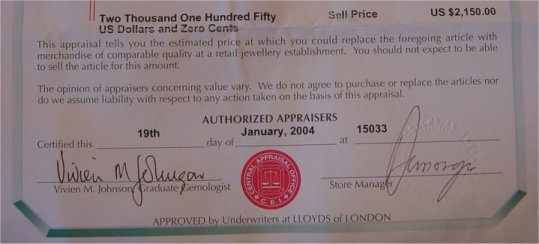 Two Thousand One Hundred Fifty Sell Price US $2,150.00
US Dollars and Zero Cents
This appraisal tells you the estimated price at which you could replace the foregoing article with
merchandise of comparable quality at a retail jewellery establishment. You should not expect to be able
to sell the article for this amount.
The opinion of appraisers concerning value vary. We do not agree to purchase or replace the articles nor
do we assume liability with respect to any action taken on the basis of this appraisal.
AUTHORIZED APPRAISERS
Certified this 19th day of January, 2004 at 15033
Vivien M Johnson
Vivien M. Johnson, Graduate Gemologist
CENTRAL APPRAISAL OFFICE
C.E.I.
Store Manager
APPROVED by Underwriters at LLOYDS of LONDON